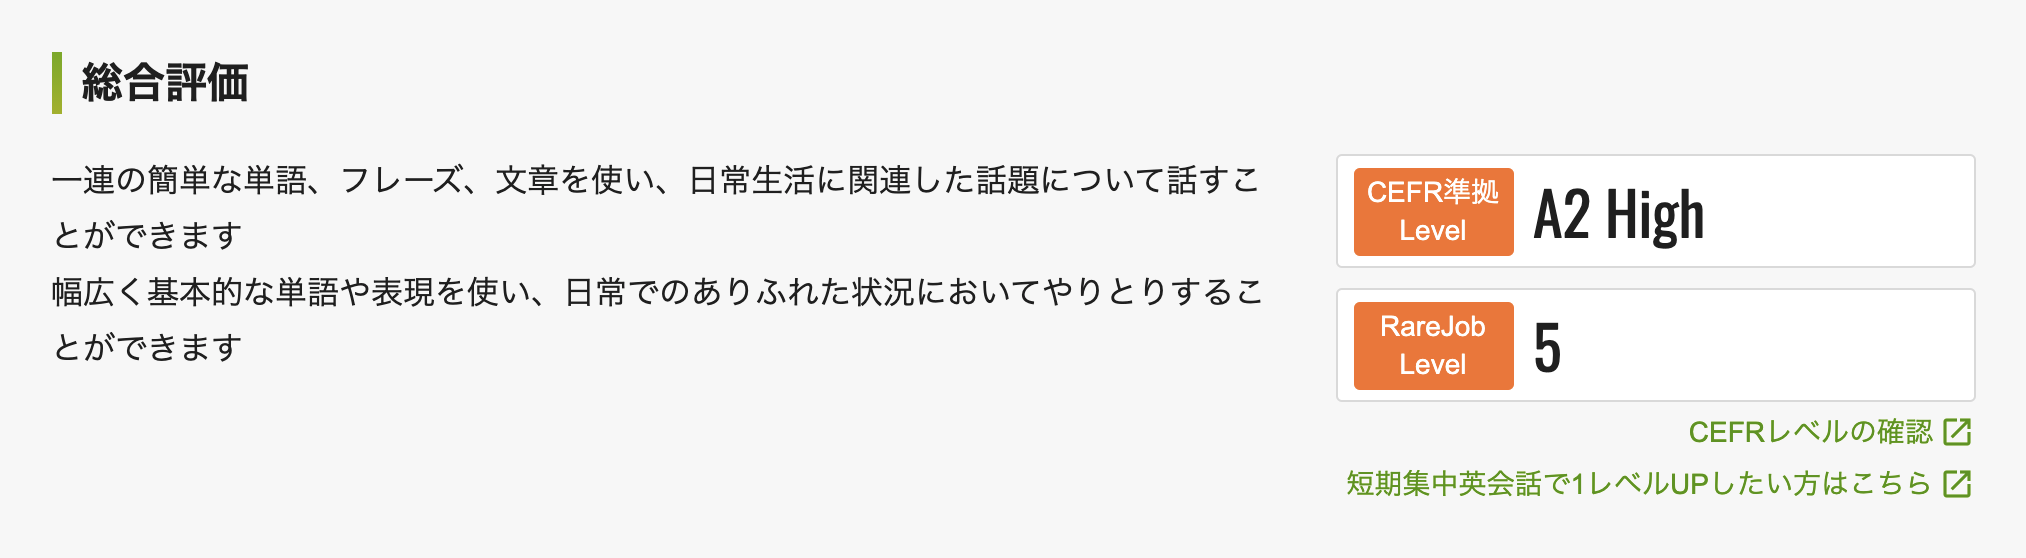 総合評価
一連の簡単な単語、フレーズ、文章を使い、日常生活に関連した話題について話すこ
とができます
幅広く基本的な単語や表現を使い、日常でのありふれた状況においてやりとりするこ
とができます
CEFR準拠
Level
A2 High
RareJob
Level
5
CEFRレベルの確認
短期集中英会話で1レベルUPしたい方はこちら